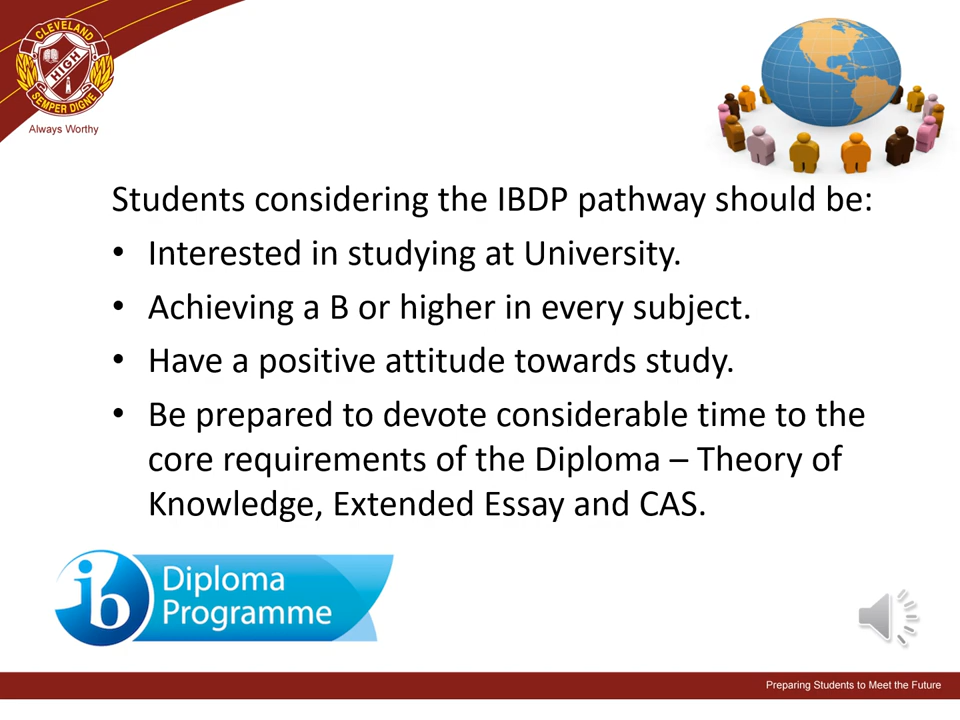 CLEVELAND
HIGH
SEMPER DIGNE
Always Worthy
Students considering the IBDP pathway should be:
• Interested in studying at University.
• Achieving a B or higher in every subject.
• Have a positive attitude towards study.
• Be prepared to devote considerable time to the
core requirements of the Diploma – Theory of
Knowledge, Extended Essay and CAS.
ib
Diploma
Programme
Preparing Students to Meet the Future